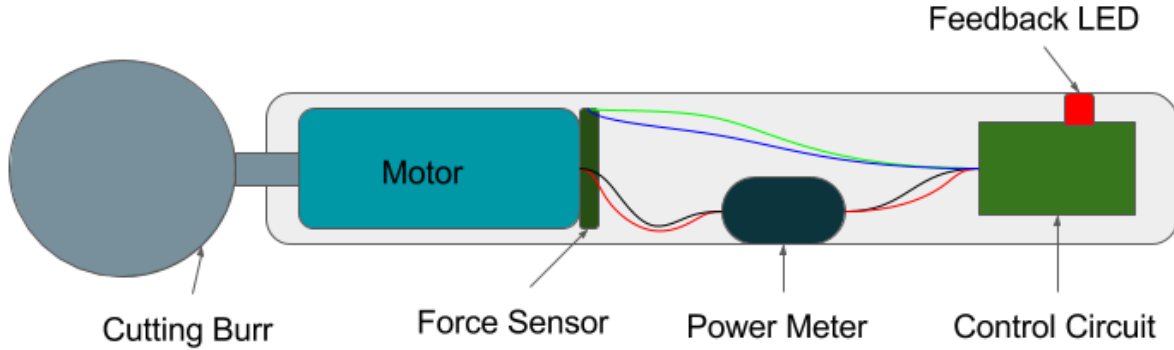 Feedback LED
Motor
Cutting Burr
Force Sensor
Power Meter
Control Circuit